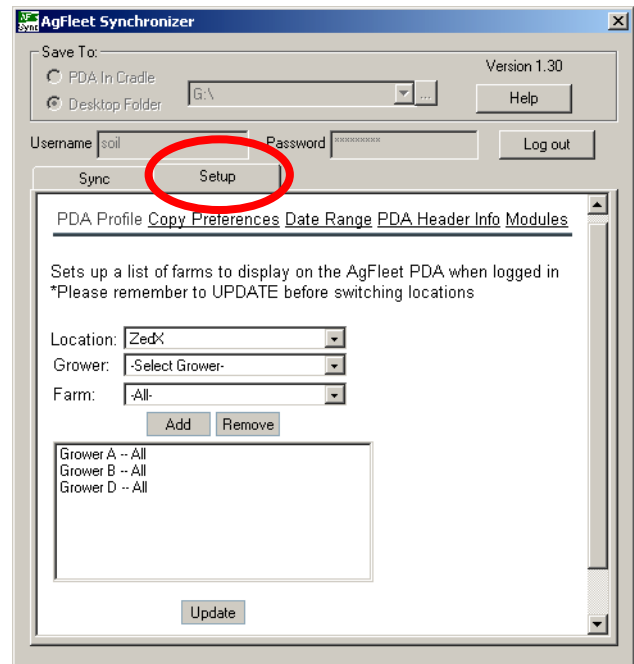 AF Sync AgFleet Synchronizer
Save To:
PDA In Cradle
Desktop Folder
G:\
...
Version 1.30
Help
Username soil Password *********
Log out
Sync Setup
PDA Profile Copy Preferences Date Range PDA Header Info Modules
Sets up a list of farms to display on the AgFleet PDA when logged in
*Please remember to UPDATE before switching locations
Location: ZedX
Grower: -Select Grower-
Farm: -All-
Add Remove
Grower A -- All
Grower B -- All
Grower D -- All
Update